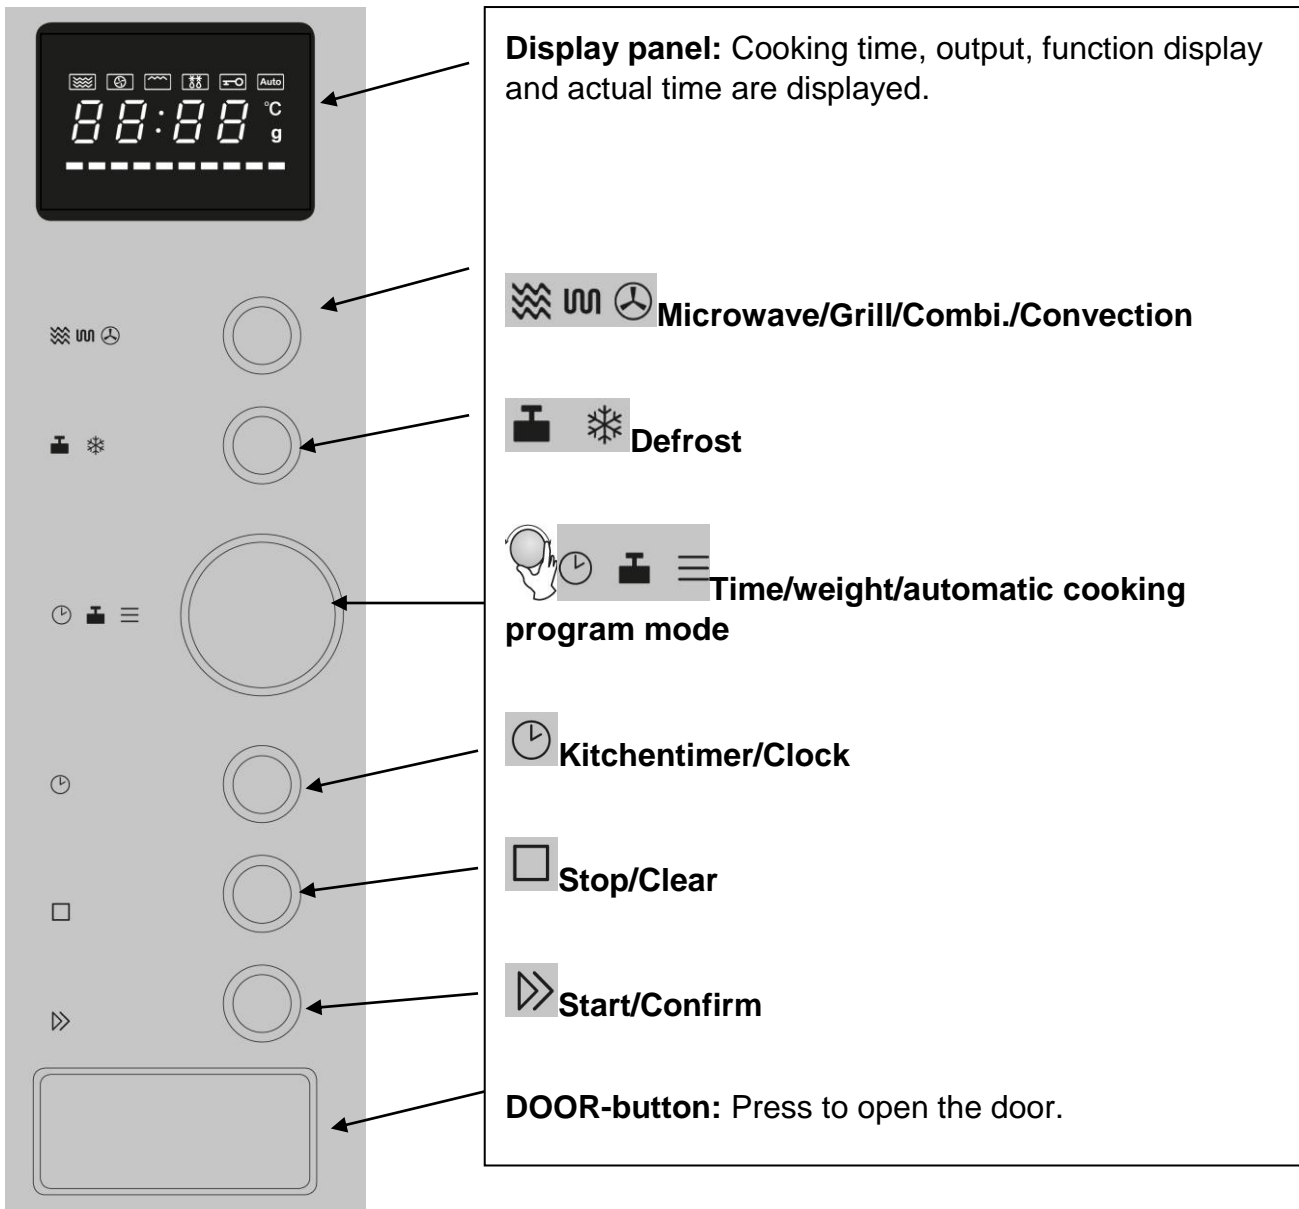 Auto
88:88 °C
g
Display panel: Cooking time, output, function display
and actual time are displayed.
Microwave/Grill/Combi./Convection
Defrost
Time/weight/automatic cooking
program mode
Kitchentimer/Clock
Stop/Clear
Start/Confirm
DOOR-button: Press to open the door.